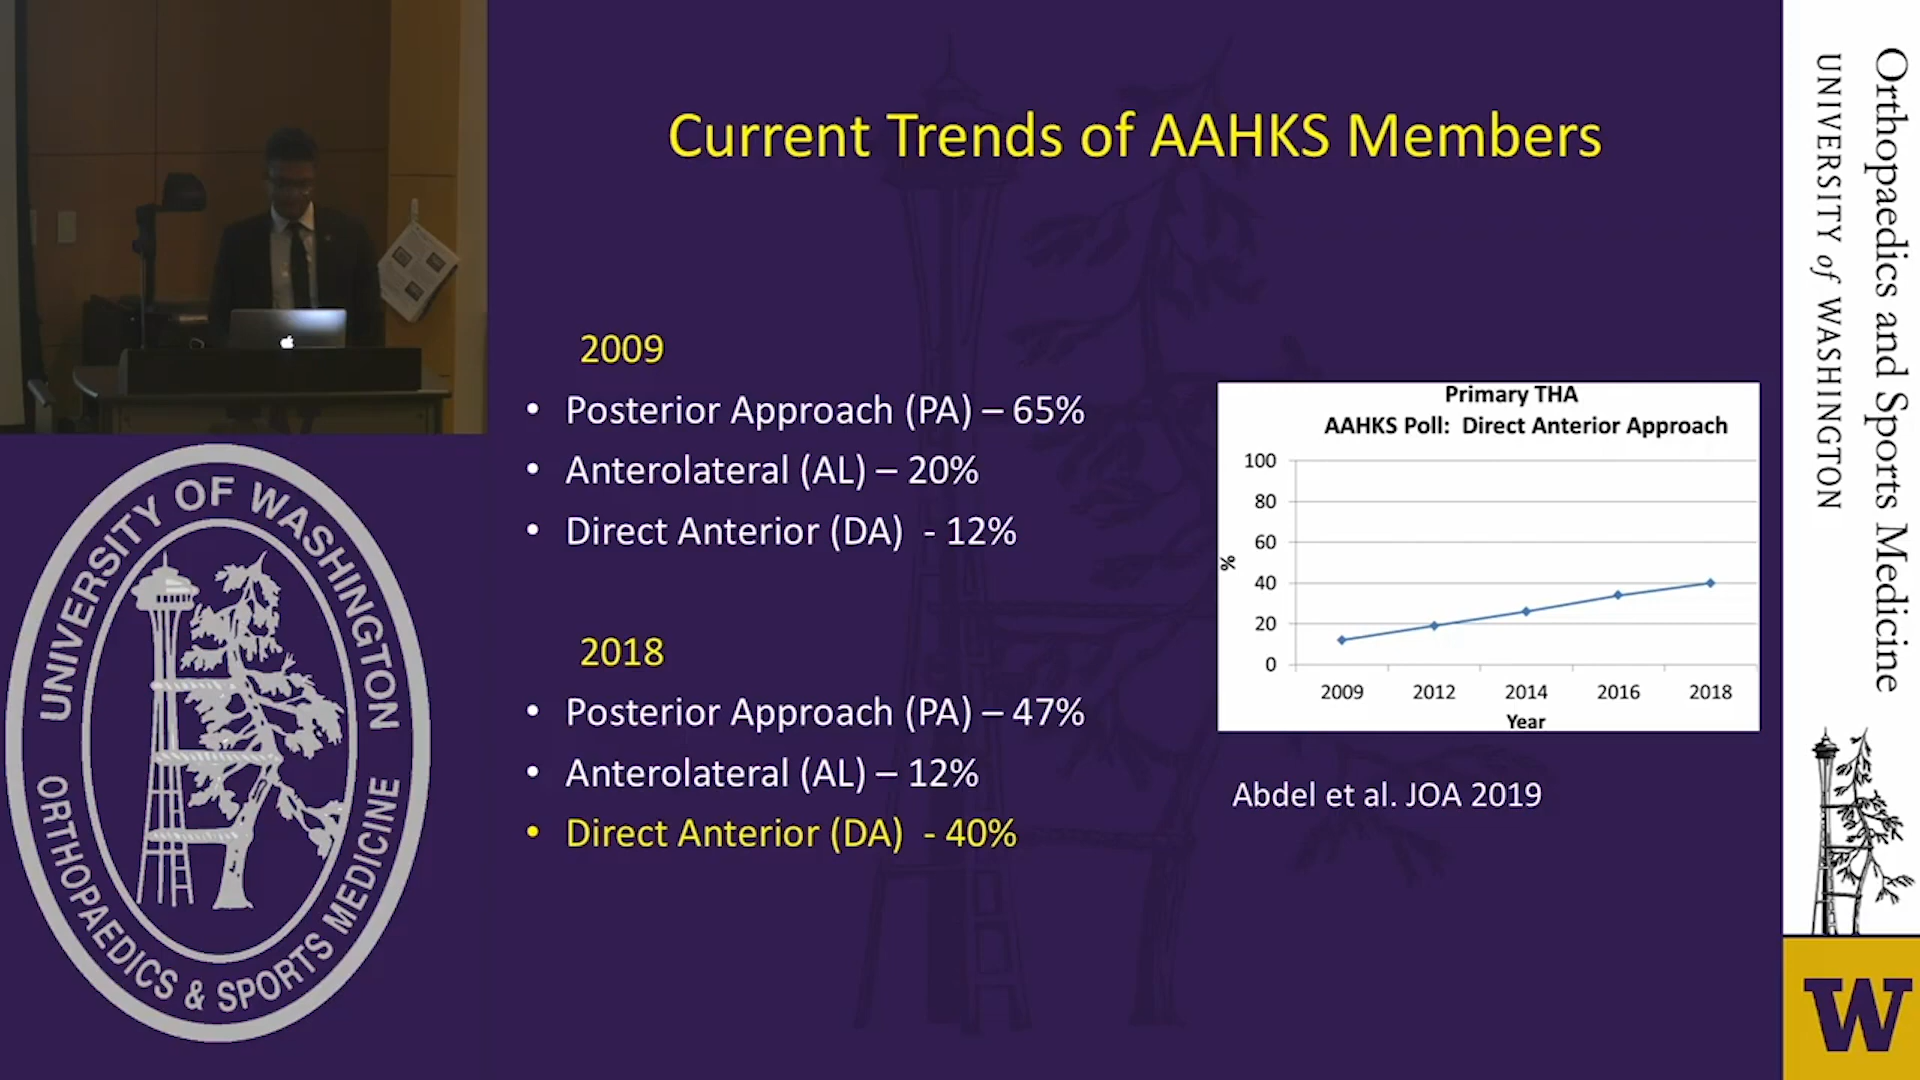 Current Trends of AAHKS Members
2009
• Posterior Approach (PA) – 65%
• Anterolateral (AL) – 20%
• Direct Anterior (DA) - 12%
2018
• Posterior Approach (PA) – 47%
• Anterolateral (AL) – 12%
• Direct Anterior (DA) - 40%
Primary THA
AAHKS Poll: Direct Anterior Approach
100
80
60
40
20
0
%
2009 2012 2014 2016 2018
Year
Abdel et al. JOA 2019
UNIVERSITY OF WASHINGTON
ORTHOPAEDICS & SPORTS MEDICINE
Orthopaedics and Sports Medicine
UNIVERSITY of WASHINGTON
W